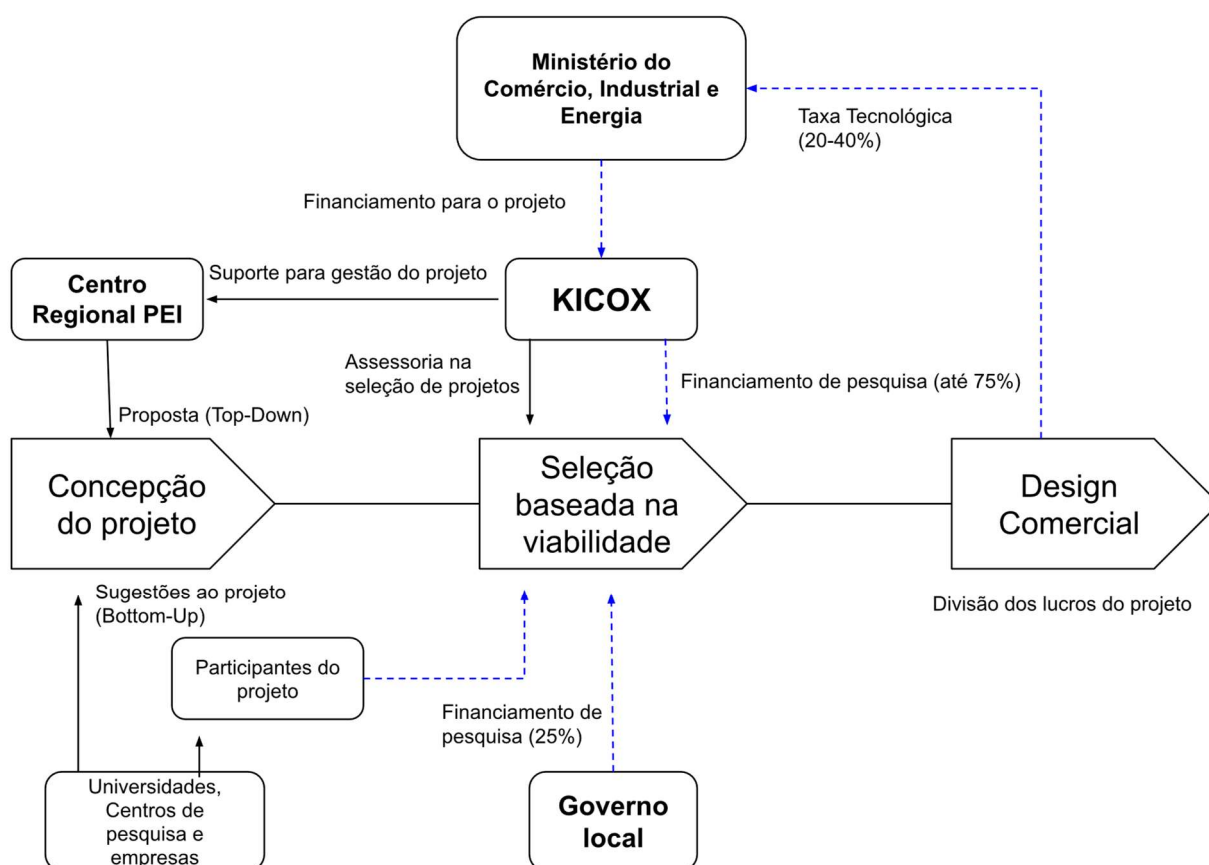 Ministério do
Comércio, Industrial e
Energia
Taxa Tecnológica
(20-40%)
Financiamento para o projeto
Centro
Regional PEI
Suporte para gestão do projeto
KICOX
Assessoria na
seleção de projetos
Financiamento de pesquisa (até 75%)
Proposta (Top-Down)
Concepção
do projeto
Seleção
baseada na
viabilidade
Design
Comercial
Sugestões ao projeto
(Bottom-Up)
Divisão dos lucros do projeto
Participantes do
projeto
Financiamento de
pesquisa (25%)
Universidades,
Centros de
pesquisa e
empresas
Governo
local